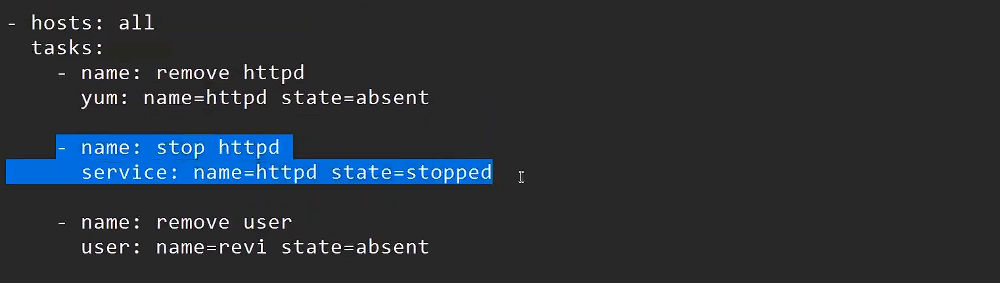 - hosts: all
  tasks:
    - name: remove httpd
      yum: name=httpd state=absent

    - name: stop httpd
      service: name=httpd state=stopped

    - name: remove user
      user: name=revi state=absent